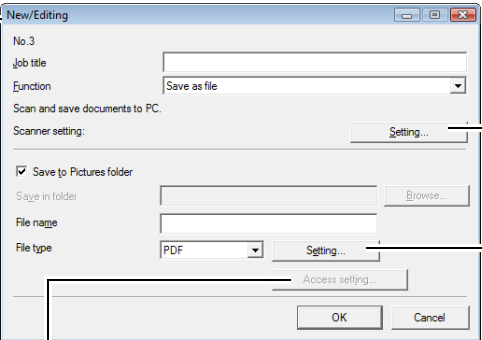 New/Editing
No.3
Job title
Function Save as file
Scan and save documents to PC.
Scanner setting: Setting...
Save to Pictures folder
Save in folder Browse...
File name
File type PDF Setting...
Access setting...
OK Cancel